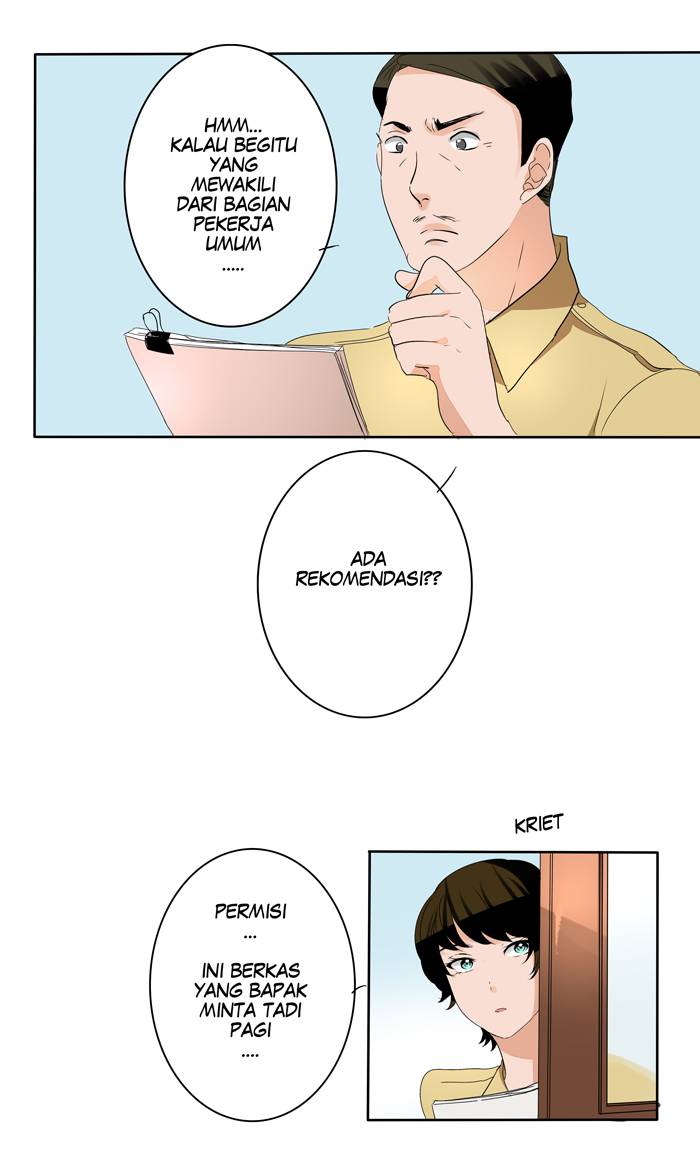 HMM...
KALAU BEGITU
YANG
MEWAKILI
DARI BAGIAN
PEKERJA
UMUM
.....
ADA
REKOMENDASI??
KRIET
PERMISI
...
INI BERKAS
YANG BAPAK
MINTA TADI
PAGI
....